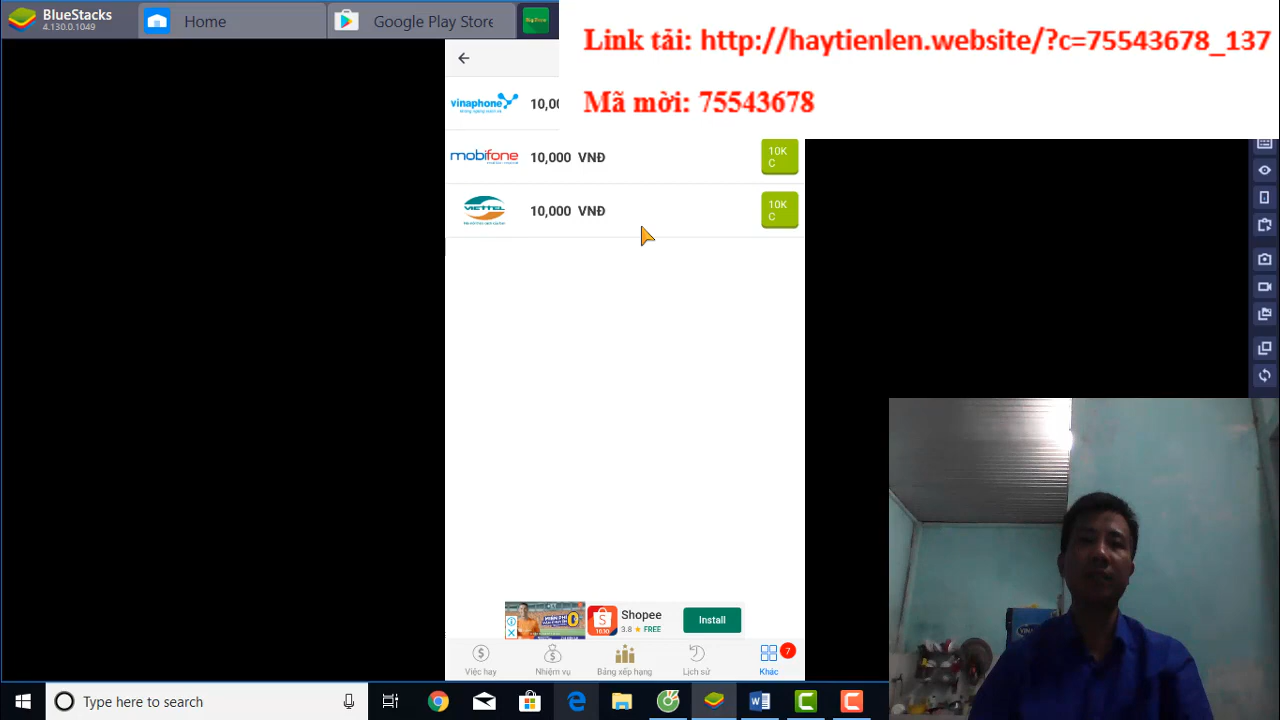 BlueStacks
4.130.0.1049
Home
Google Play Store
Link tải: http://haytienlen.website/?c=75543678_137
Mã mời: 75543678
vinaphone
10,00
mobifone
10,000 VNĐ
10K
C
VIETTEL
10,000 VNĐ
10K
C
Shopee
3.8 ★ FREE
Install
Việc hay
Nhiệm vụ
Bảng xếp hạng
Lịch sử
7
Khác
Type here to search